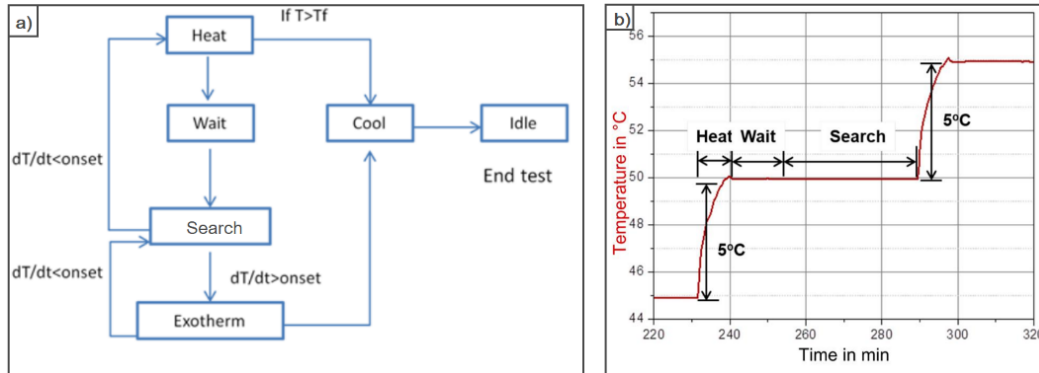 a)
If T>Tf
Heat
Wait
Cool
Idle
dT/dt<onset
End test
Search
dT/dt<onset
dT/dt>onset
Exotherm
b)
56
54
52
50
48
46
44
Temperature in °C
Heat
Wait
Search
5°C
5°C
220
240
260
280
300
320
Time in min